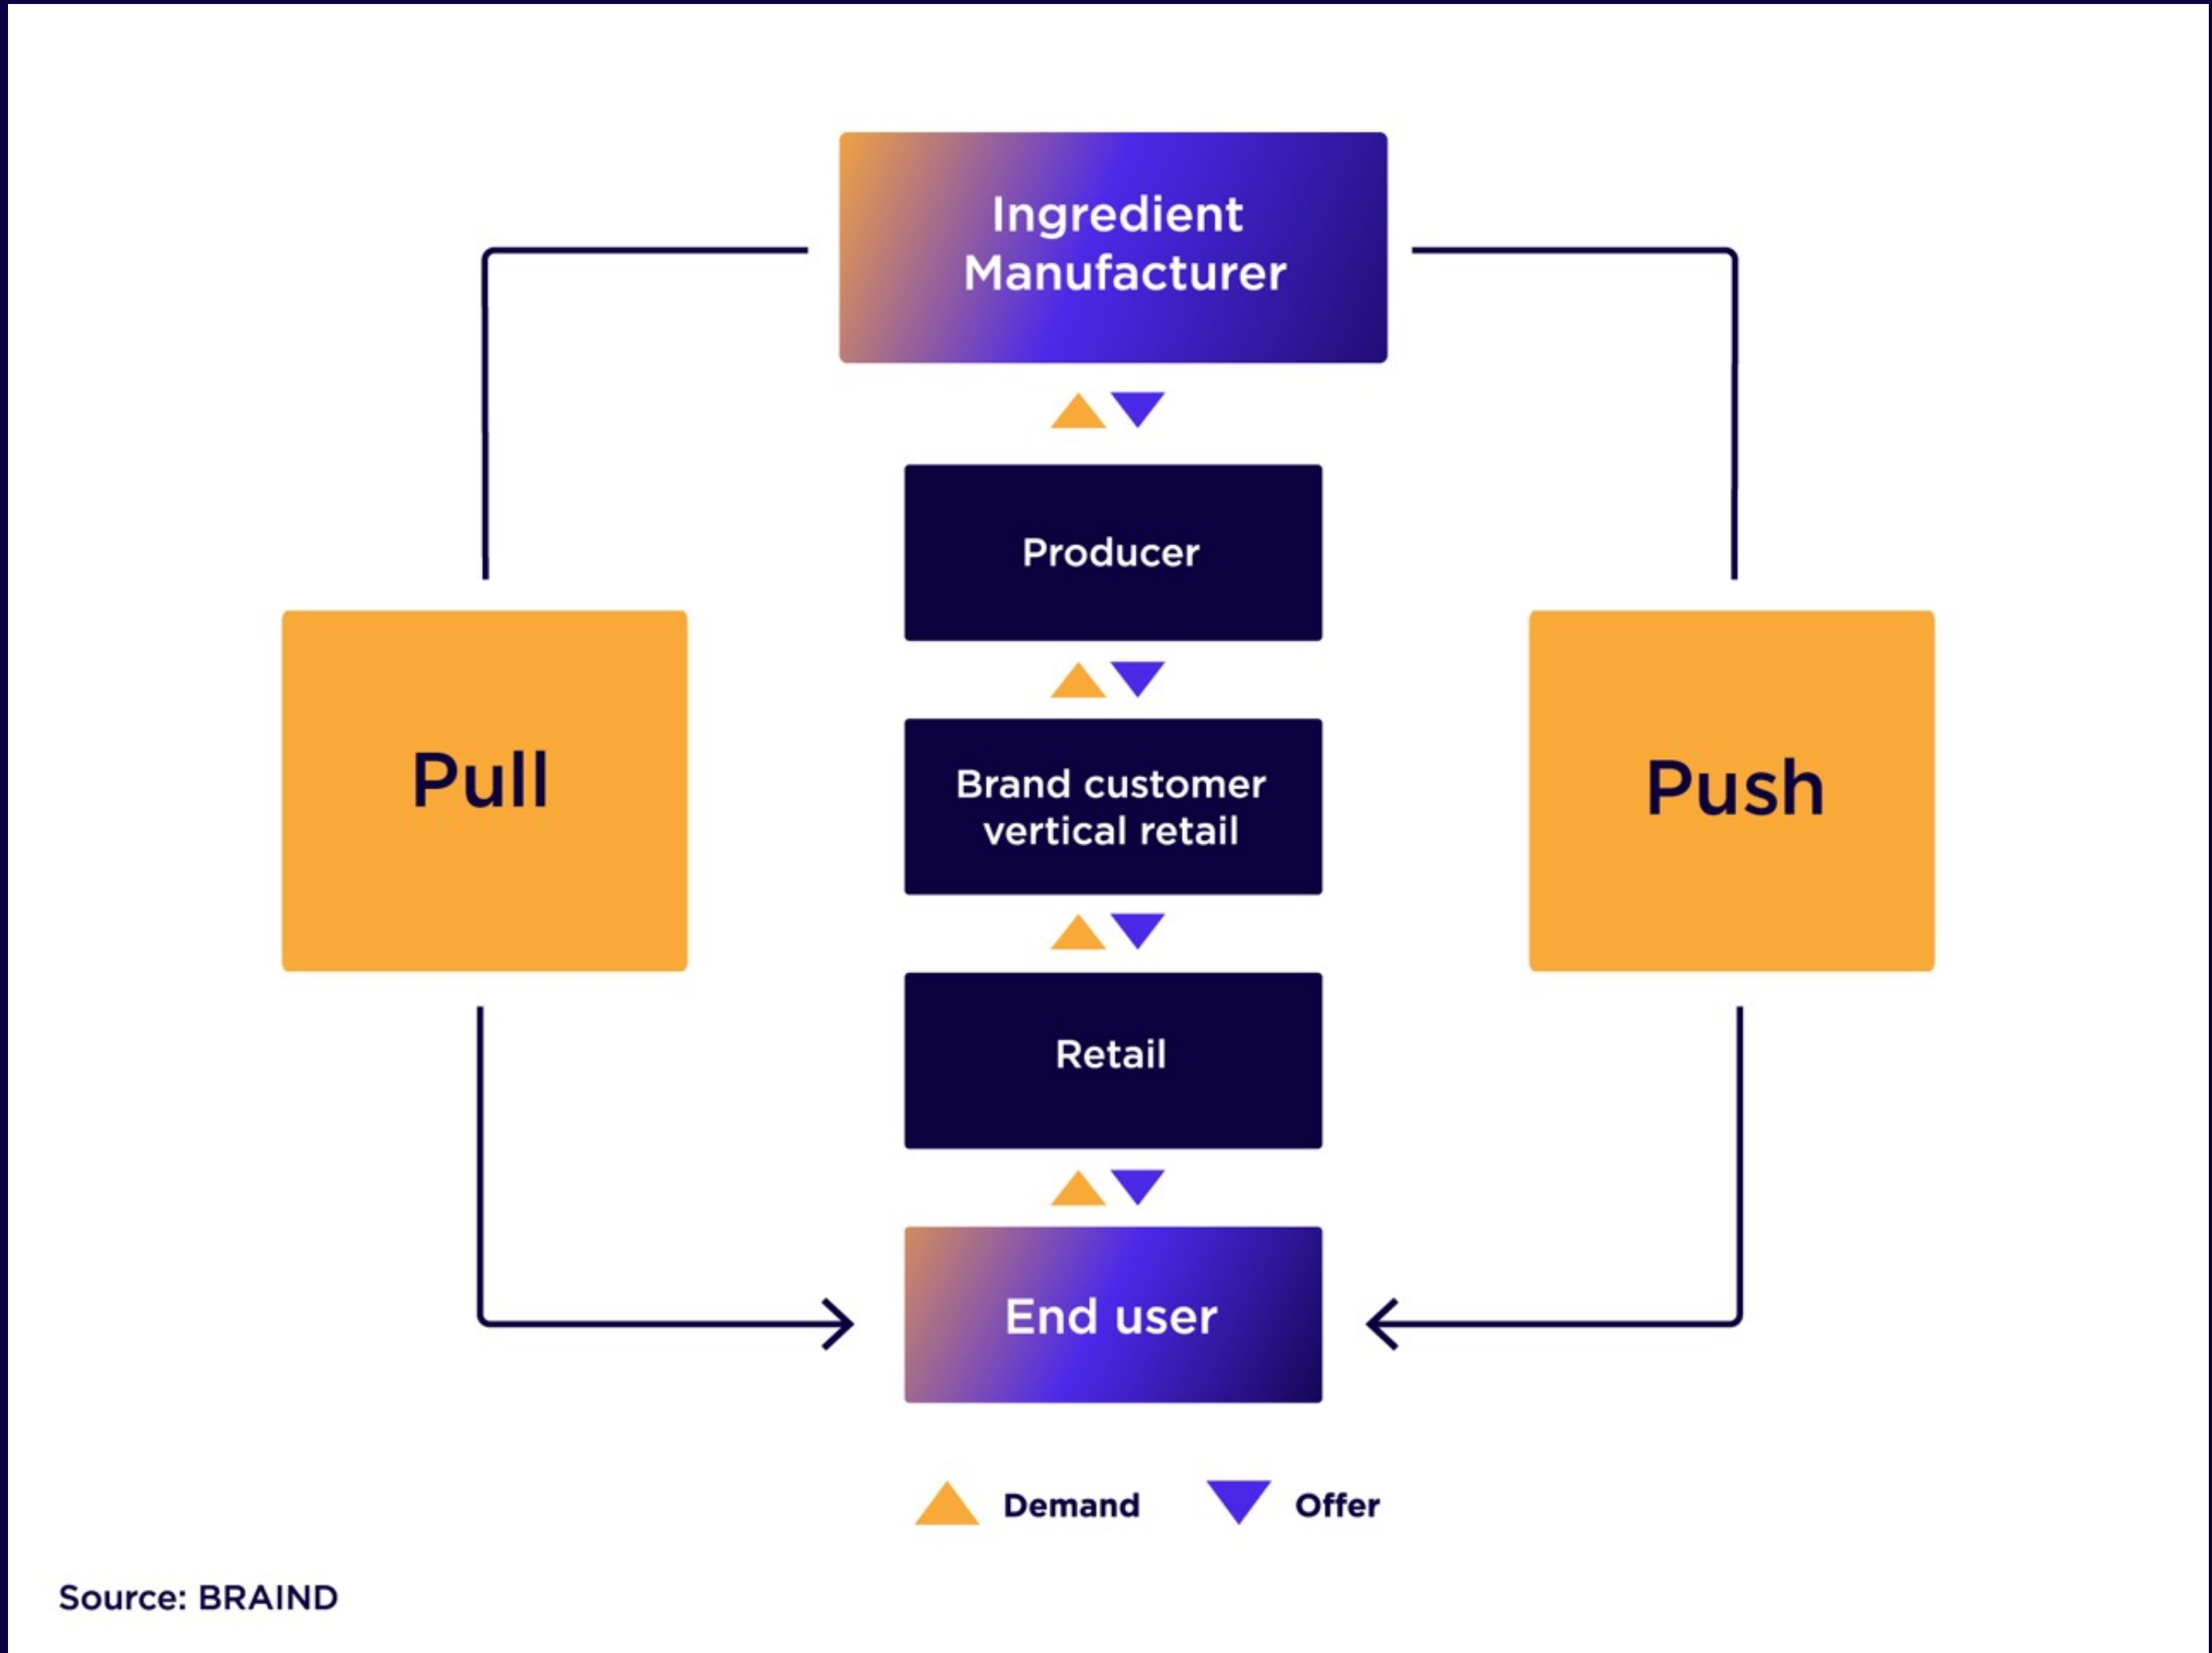 Ingredient
Manufacturer
Producer
Pull
Push
Brand customer
vertical retail
Retail
End user
Demand
Offer
Source: BRAIND